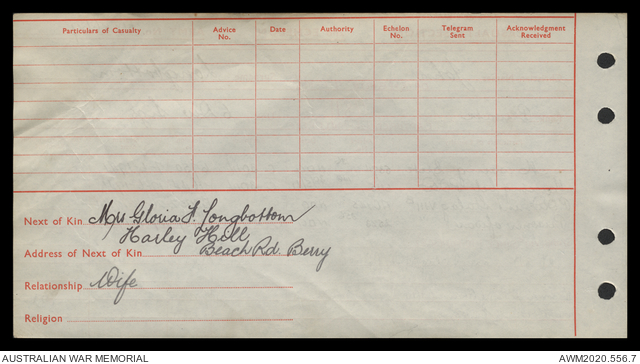 Particulars of Casualty Advice No. Date Authority Echelon No. Telegram Sent Acknowledgment Received
Next of Kin Mrs Gloria F. Longbottom
Harley Hill
Address of Next of Kin Beach Rd. Berry
Relationship Wife
Religion
AUSTRALIAN WAR MEMORIAL AWM2020.556.7